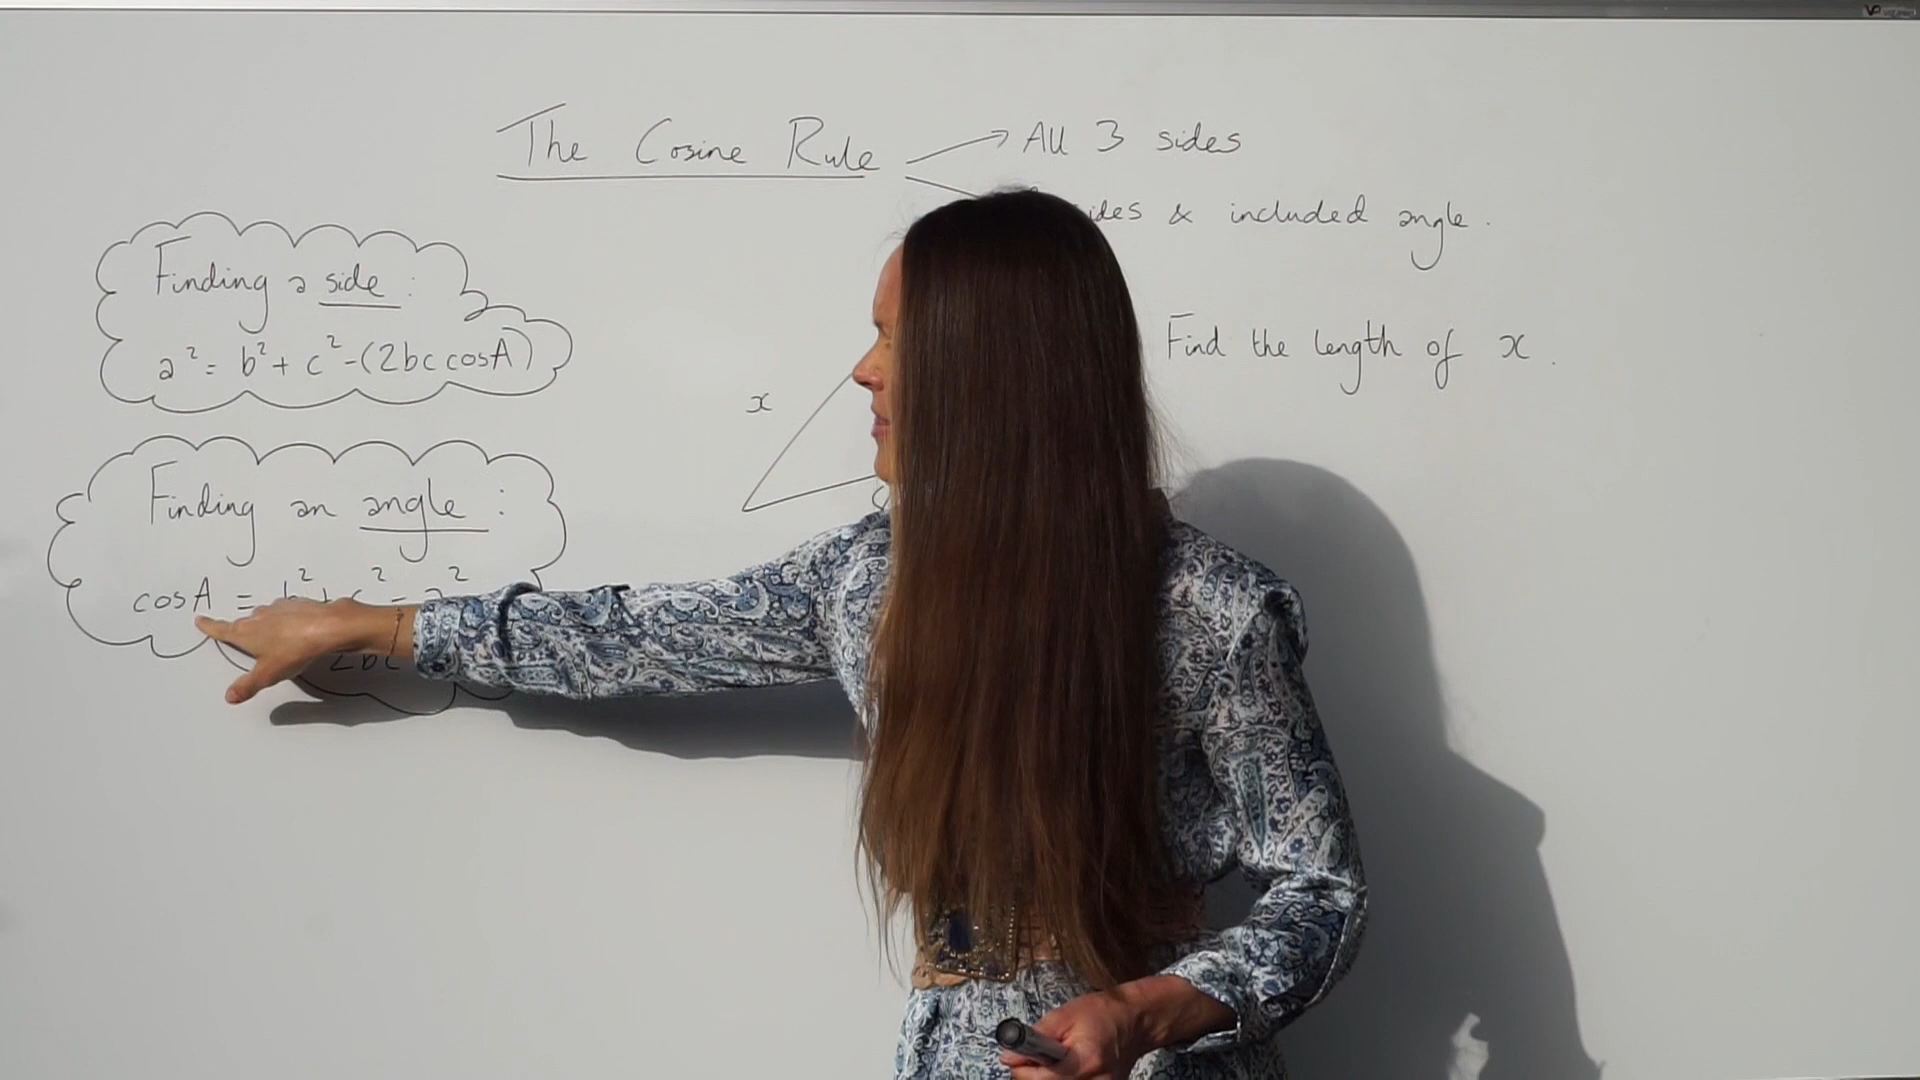 The Cosine Rule → All 3 sides
& included angle.
Finding a side:
a² = b² + c² - (2bc cosA)
Find the length of x.
x
Finding an angle:
cosA = b² + c² - a²
2bc